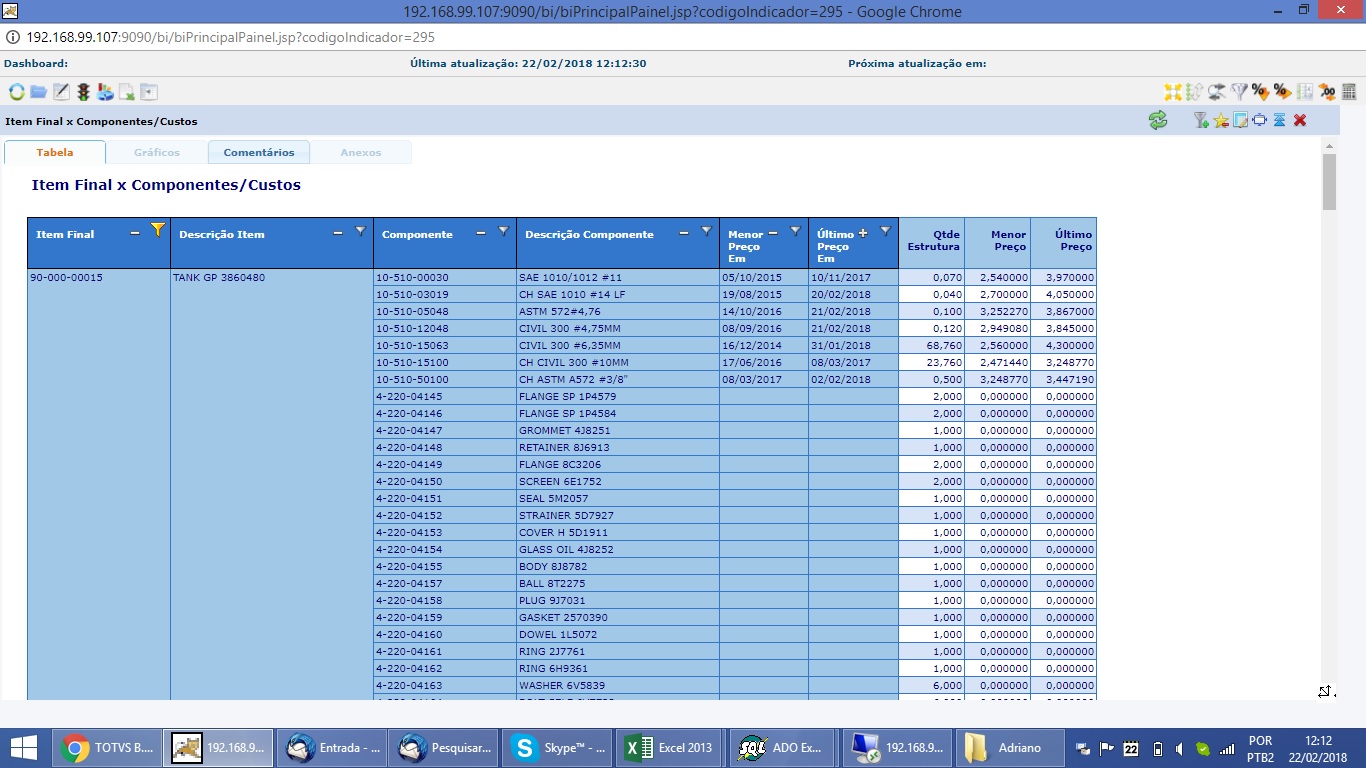 192.168.99.107:9090/bi/biPrincipalPainel.jsp?codigoIndicador=295 - Google Chrome
192.168.99.107:9090/bi/biPrincipalPainel.jsp?codigoIndicador=295
Dashboard: Última atualização: 22/02/2018 12:12:30 Próxima atualização em:
Item Final x Componentes/Custos
Tabela Gráficos Comentários Anexos
Item Final x Componentes/Custos
Item Final Descrição Item Componente Descrição Componente Menor Preço Em Último Preço Em Qtde Estrutura Menor Preço Último Preço
90-000-00015 TANK GP 3860480 10-510-00030 SAE 1010/1012 #11 05/10/2015 10/11/2017 0,070 2,540000 3,970000
10-510-03019 CH SAE 1010 #14 LF 19/08/2015 20/02/2018 0,040 2,700000 4,050000
10-510-05048 ASTM 572#4,76 14/10/2016 21/02/2018 0,100 3,252270 3,867000
10-510-12048 CIVIL 300 #4,75MM 08/09/2016 21/02/2018 0,120 2,949080 3,845000
10-510-15063 CIVIL 300 #6,35MM 16/12/2014 31/01/2018 68,760 2,560000 4,300000
10-510-15100 CH CIVIL 300 #10MM 17/06/2016 08/03/2017 23,760 2,471440 3,248770
10-510-50100 CH ASTM A572 #3/8" 08/03/2017 02/02/2018 0,500 3,248770 3,447190
4-220-04145 FLANGE SP 1P4579 2,000 0,000000 0,000000
4-220-04146 FLANGE SP 1P4584 2,000 0,000000 0,000000
4-220-04147 GROMMET 4J8251 1,000 0,000000 0,000000
4-220-04148 RETAINER 8J6913 1,000 0,000000 0,000000
4-220-04149 FLANGE 8C3206 2,000 0,000000 0,000000
4-220-04150 SCREEN 6E1752 2,000 0,000000 0,000000
4-220-04151 SEAL 5M2057 1,000 0,000000 0,000000
4-220-04152 STRAINER 5D7927 1,000 0,000000 0,000000
4-220-04153 COVER H 5D1911 1,000 0,000000 0,000000
4-220-04154 GLASS OIL 4J8252 1,000 0,000000 0,000000
4-220-04155 BODY 8J8782 1,000 0,000000 0,000000
4-220-04157 BALL 8T2275 1,000 0,000000 0,000000
4-220-04158 PLUG 9J7031 1,000 0,000000 0,000000
4-220-04159 GASKET 2570390 1,000 0,000000 0,000000
4-220-04160 DOWEL 1L5072 1,000 0,000000 0,000000
4-220-04161 RING 2J7761 1,000 0,000000 0,000000
4-220-04162 RING 6H9361 1,000 0,000000 0,000000
4-220-04163 WASHER 6V5839 6,000 0,000000 0,000000
TOTVS B.... 192.168.9... Entrada - ... Pesquisar... Skype™ - ... Excel 2013 ADO Ex... 192.168.9... Adriano 22 POR 12:12
PTB2 22/02/2018